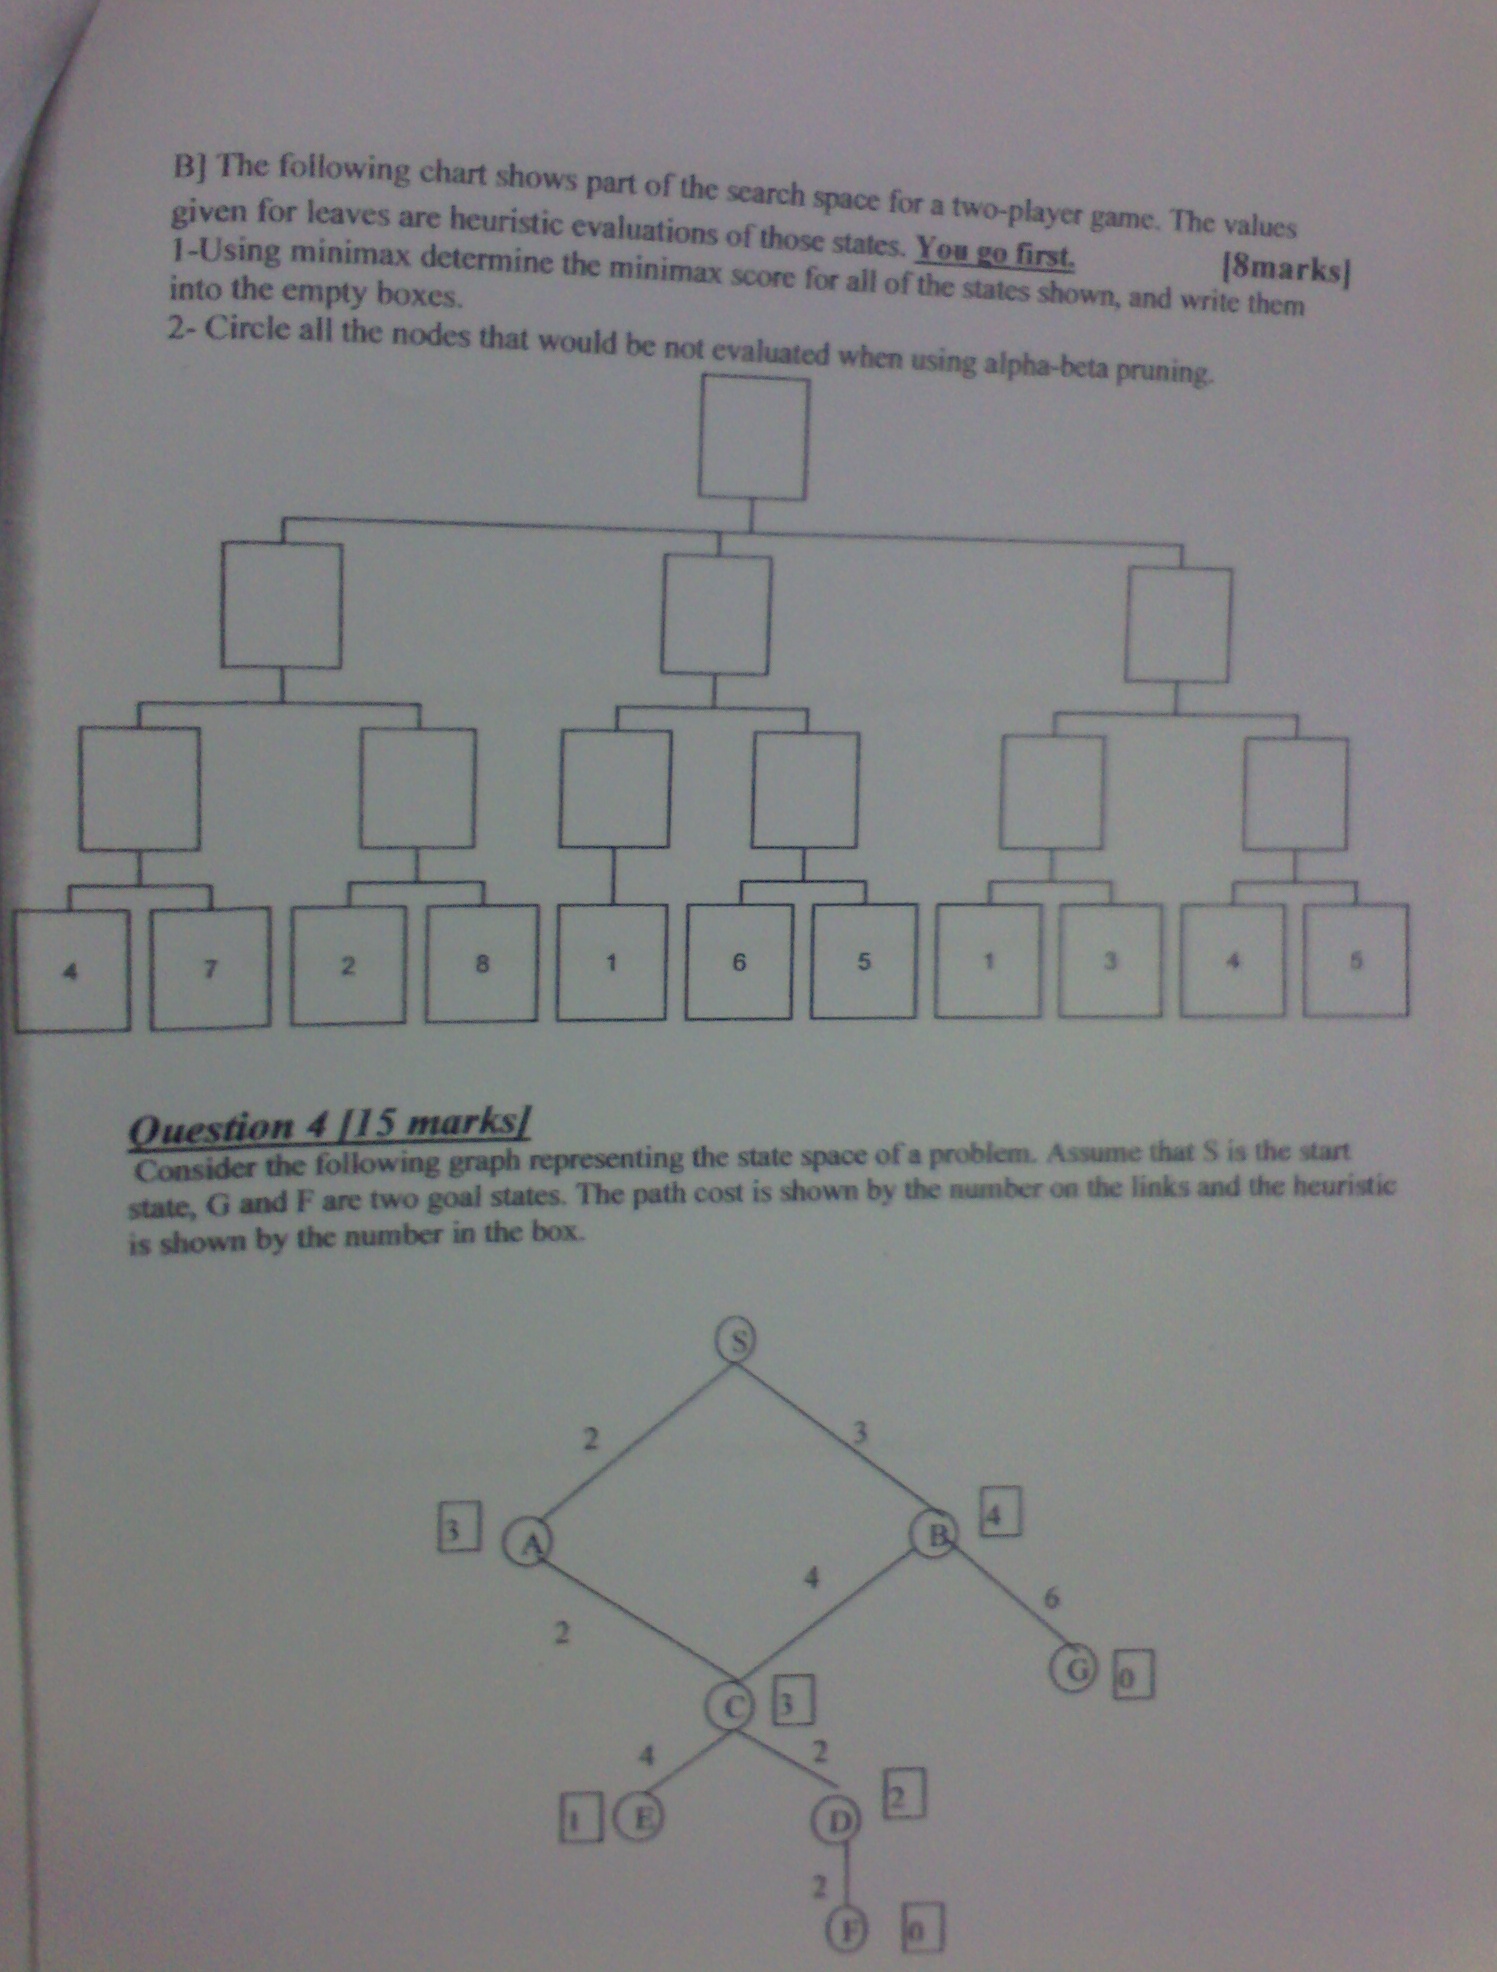 B] The following chart shows part of the search space for a two-player game. The values
given for leaves are heuristic evaluations of those states. You go first. [8marks]
1-Using minimax determine the minimax score for all of the states shown, and write them
into the empty boxes.
2- Circle all the nodes that would be not evaluated when using alpha-beta pruning.
4 7 2 8 1 6 5 1 3 4
Question 4 [15 marks]
Consider the following graph representing the state space of a problem. Assume that S is the start
state, G and F are two goal states. The path cost is shown by the number on the links and the heuristic
is shown by the number in the box.
S
2 3
3 A B 4
2 4 6
G 0
C 3
4 2
1 E D 2
2
F 0